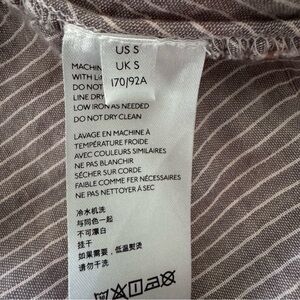 US S
UK S
170/92A
MACHIN
WITH L
DO NOT
LINE DRY
LOW IRON AS NEEDED
DO NOT DRY CLEAN
LAVAGE EN MACHINE À
TEMPÉRATURE FROIDE
AVEC COULEURS SIMILAIRES
NE PAS BLANCHIR
SÉCHER SUR CORDE
FAIBLE COMME FER NÉCESSAIRES
NE PAS NETTOYER À SEC
冷水机洗
与同色一起
不可漂白
挂干
如果需要，低温熨烫
请勿干洗